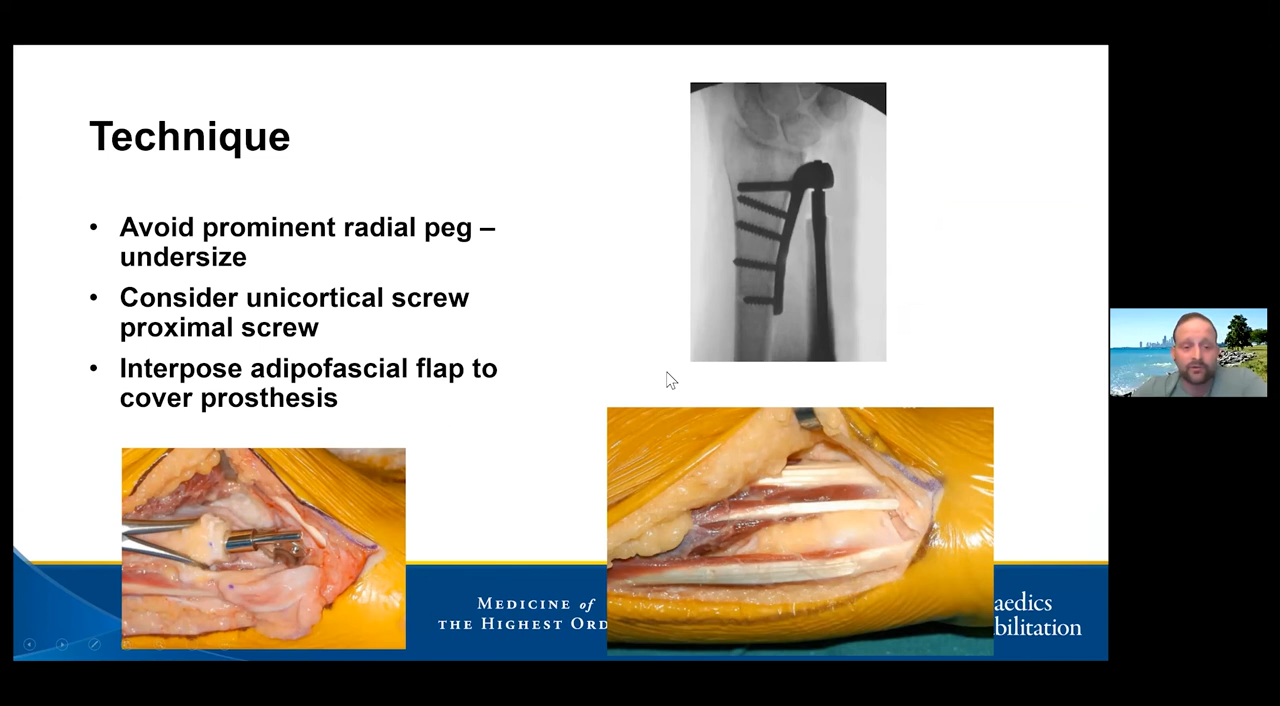 Technique
• Avoid prominent radial peg –
undersize
• Consider unicortical screw
proximal screw
• Interpose adipofascial flap to
cover prosthesis
MEDICINE of
THE HIGHEST ORD
aedics
bilitation